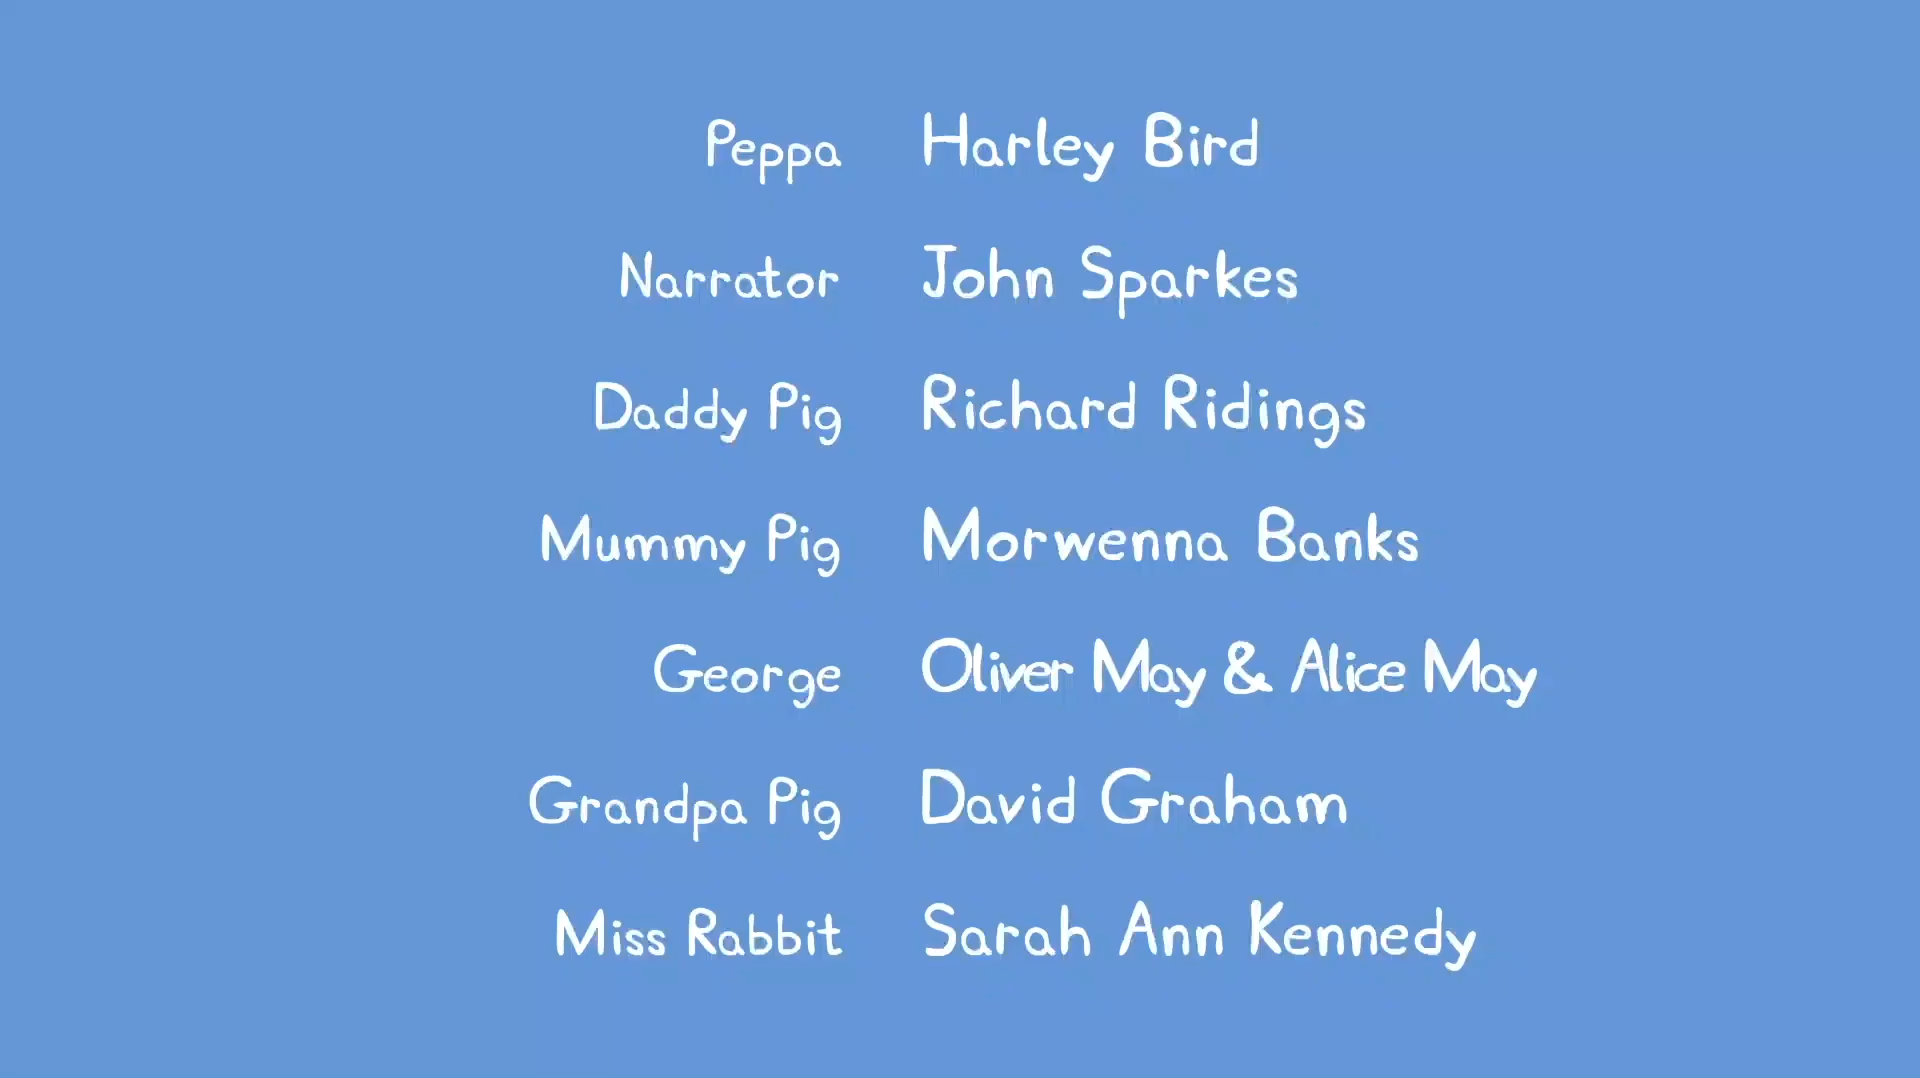 Peppa Harley Bird
Narrator John Sparkes
Daddy Pig Richard Ridings
Mummy Pig Morwenna Banks
George Oliver May & Alice May
Grandpa Pig David Graham
Miss Rabbit Sarah Ann Kennedy